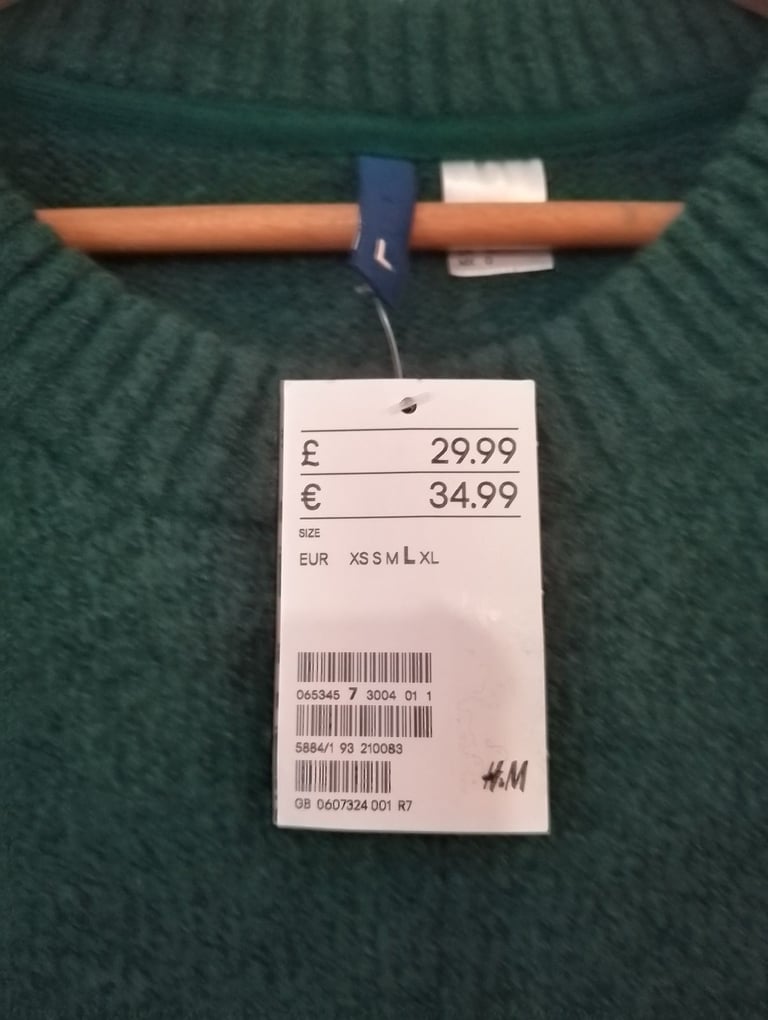 L
£ 29.99
€ 34.99
SIZE
EUR XS S M L XL
065345 7 3004 01 1
5884/1 93 210083
GB 0607324 001 R7
H&M